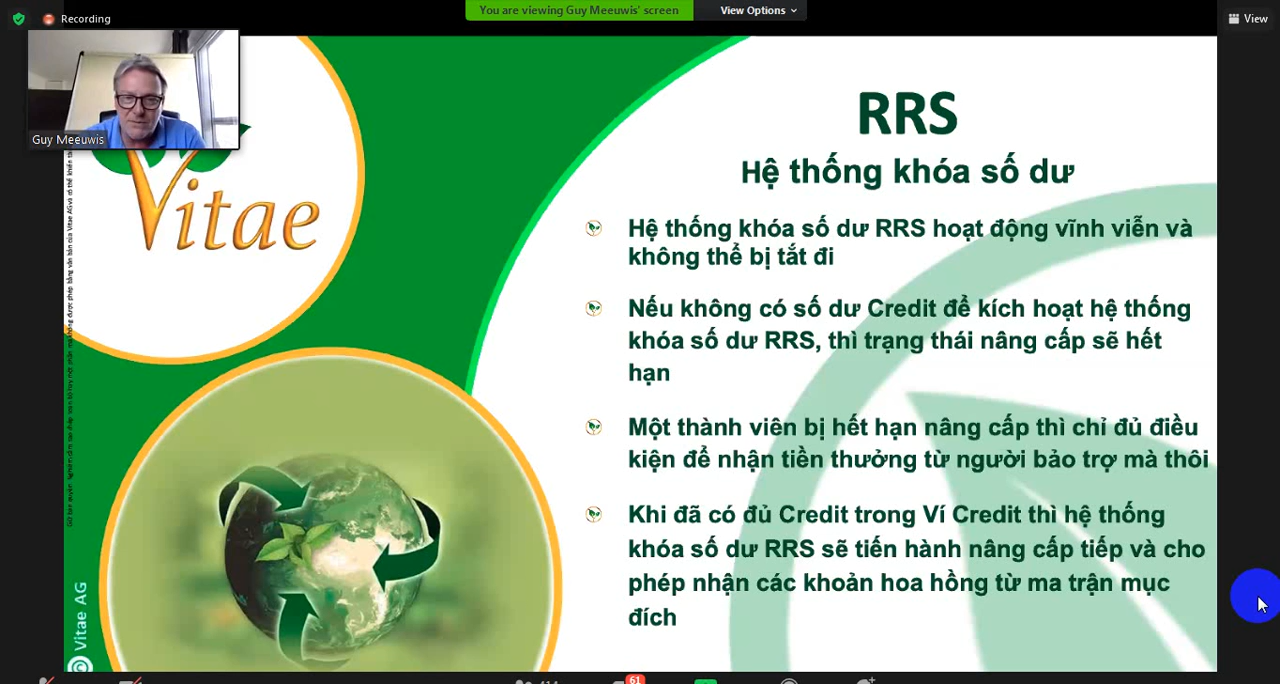 Recording
You are viewing Guy Meeuwis' screen
View Options
View
Guy Meeuwis
Vitae
© Vitae AG
RRS
Hệ thống khóa số dư
Hệ thống khóa số dư RRS hoạt động vĩnh viễn và
không thể bị tắt đi
Nếu không có số dư Credit để kích hoạt hệ thống
khóa số dư RRS, thì trạng thái nâng cấp sẽ hết
hạn
Một thành viên bị hết hạn nâng cấp thì chỉ đủ điều
kiện để nhận tiền thưởng từ người bảo trợ mà thôi
Khi đã có đủ Credit trong Ví Credit thì hệ thống
khóa số dư RRS sẽ tiến hành nâng cấp tiếp và cho
phép nhận các khoản hoa hồng từ ma trận mục
đích
61